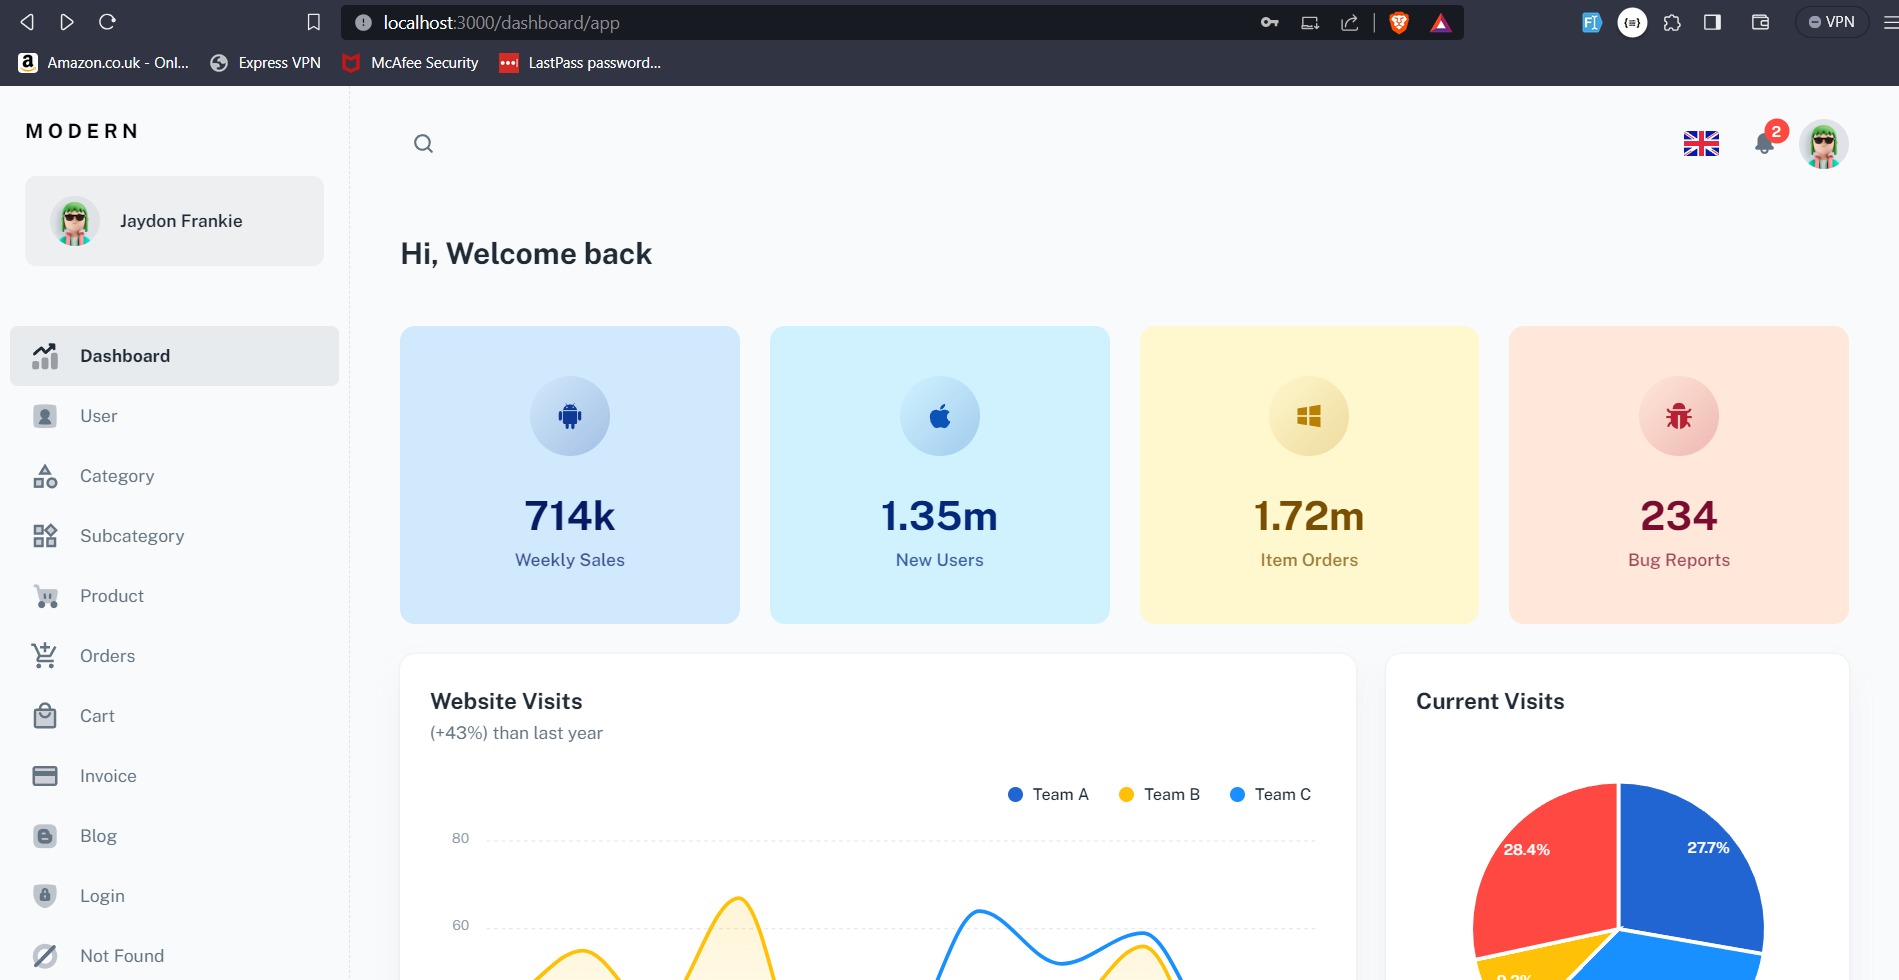 localhost:3000/dashboard/app
VPN
Amazon.co.uk - Onl...
Express VPN
McAfee Security
LastPass password...
MODERN
Jaydon Frankie
Dashboard
User
Category
Subcategory
Product
Orders
Cart
Invoice
Blog
Login
Not Found
2
Hi, Welcome back
714k
Weekly Sales
1.35m
New Users
1.72m
Item Orders
234
Bug Reports
Website Visits
(+43%) than last year
Team A
Team B
Team C
80
60
Current Visits
28.4%
27.7%